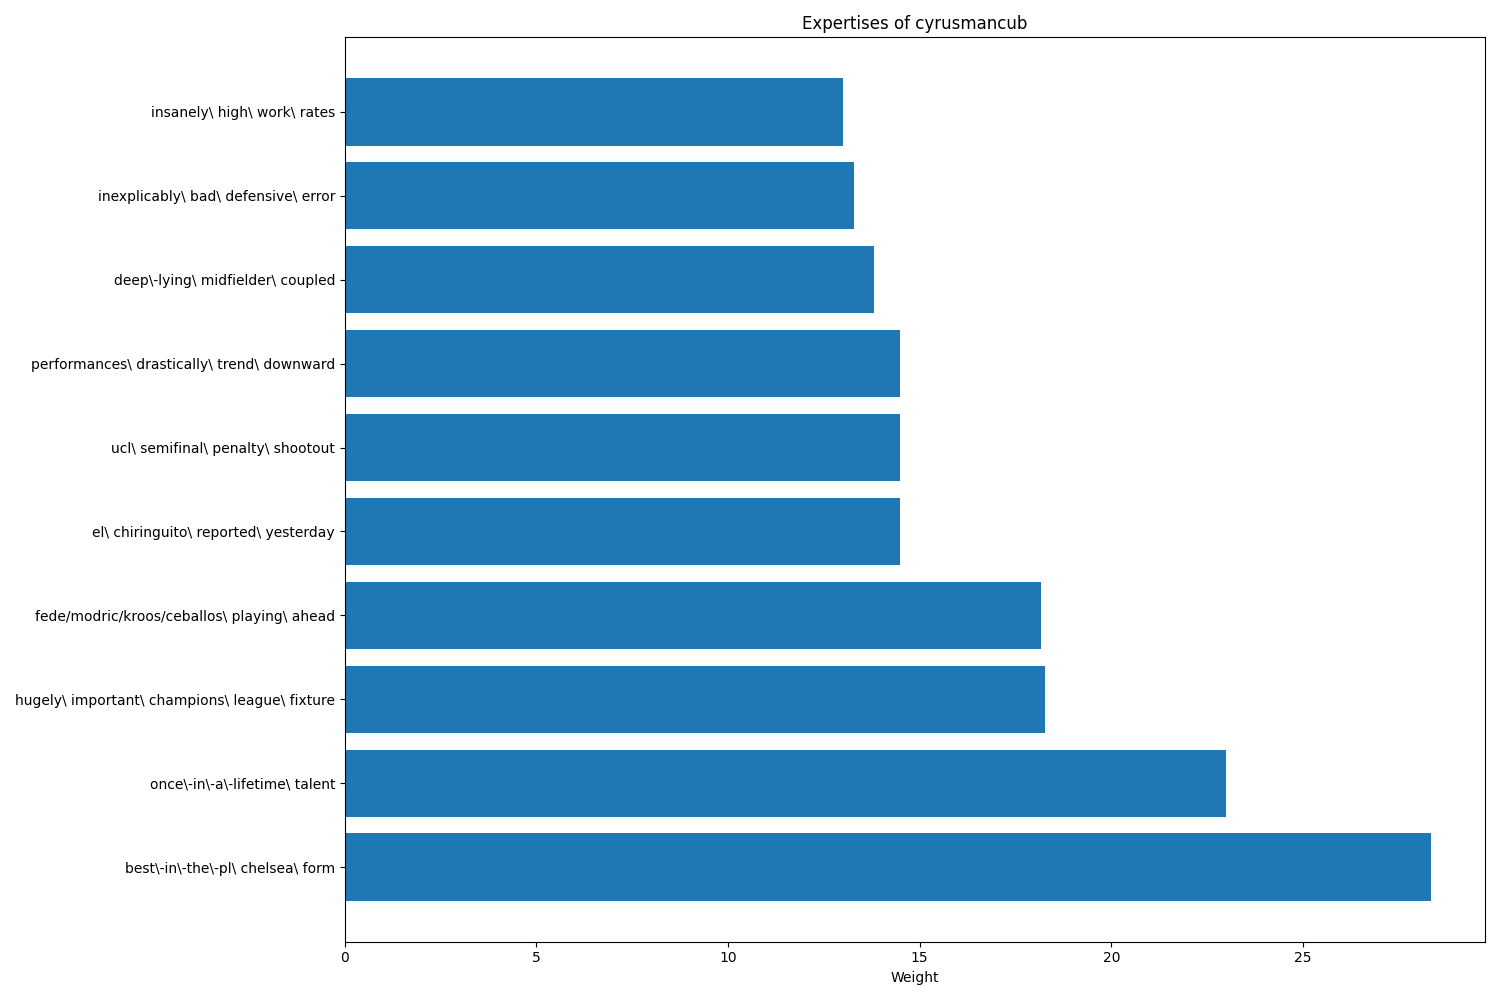 Expertises of cyrusmancub
insanely\ high\ work\ rates
inexplicably\ bad\ defensive\ error
deep\-lying\ midfielder\ coupled
performances\ drastically\ trend\ downward
ucl\ semifinal\ penalty\ shootout
el\ chiringuito\ reported\ yesterday
fede/modric/kroos/ceballos\ playing\ ahead
hugely\ important\ champions\ league\ fixture
once\-in\-a\-lifetime\ talent
best\-in\-the\-pl\ chelsea\ form
0 5 10 15 20 25
Weight